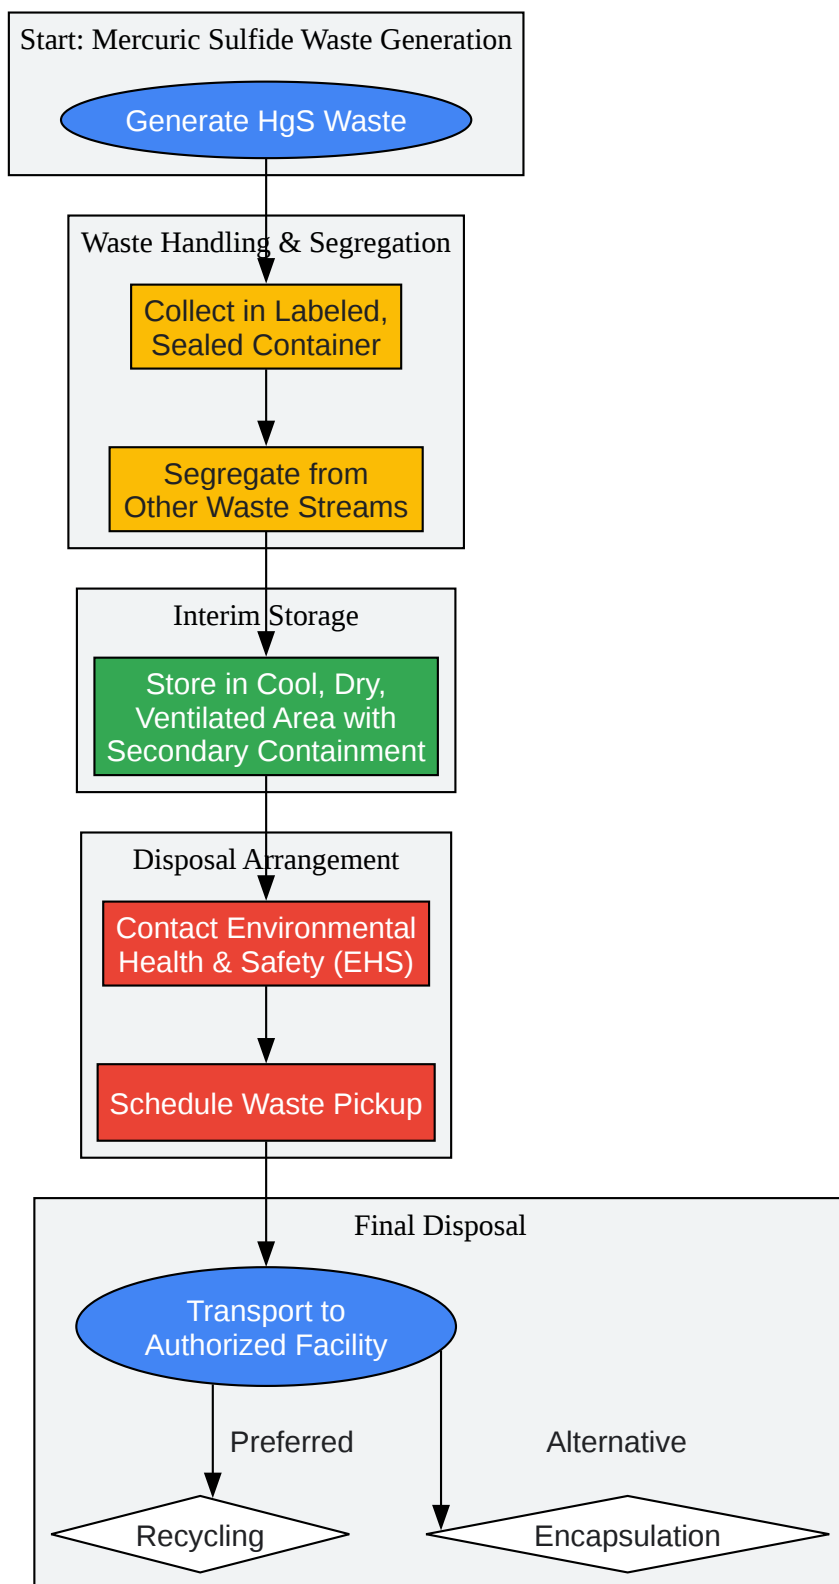 Start: Mercuric Sulfide Waste Generation
Generate HgS Waste
Waste Handling & Segregation
Collect in Labeled,
Sealed Container
Segregate from
Other Waste Streams
Interim Storage
Store in Cool, Dry,
Ventilated Area with
Secondary Containment
Disposal Arrangement
Contact Environmental
Health & Safety (EHS)
Schedule Waste Pickup
Final Disposal
Transport to
Authorized Facility
Preferred
Alternative
Recycling
Encapsulation